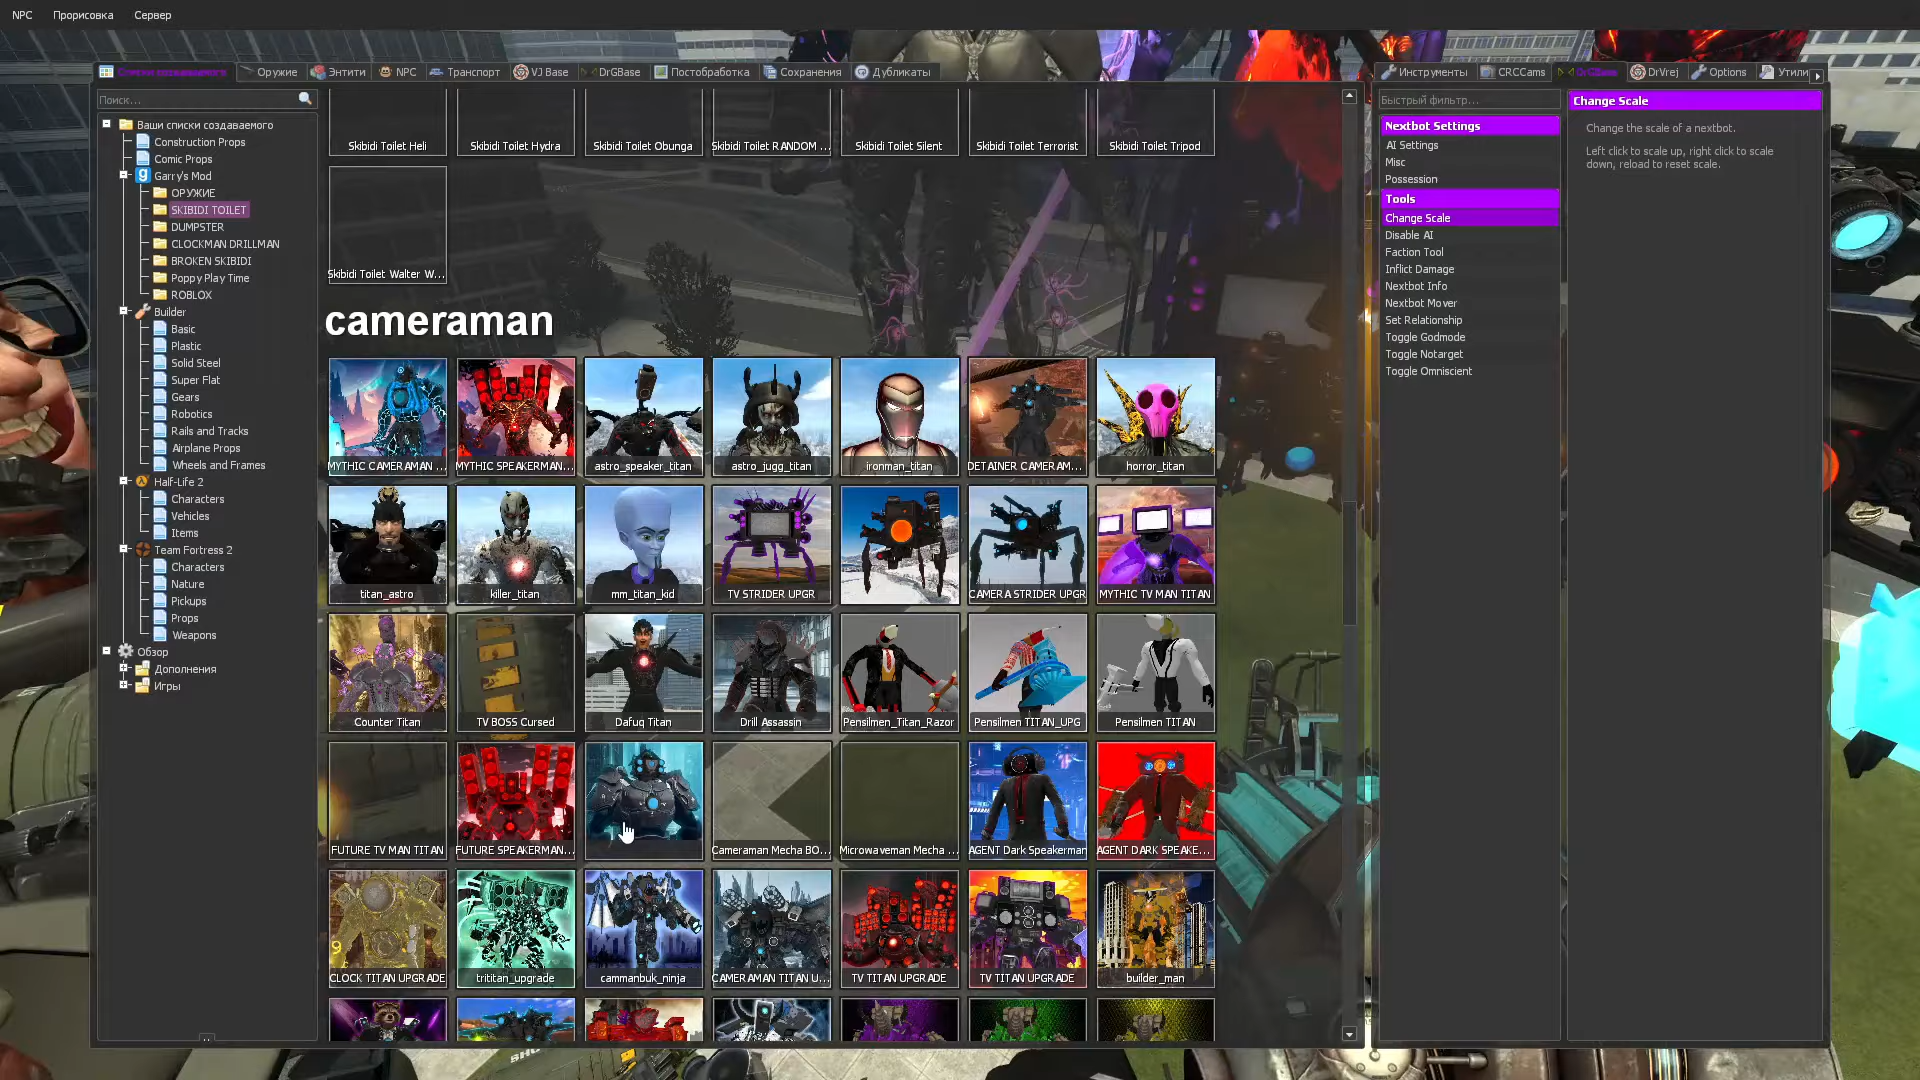 NPC Прорисовка Сервер
Списки создаваемого Оружие Энтити NPC Транспорт VJ Base DrGBase Постобработка Сохранения Дубликаты
Поиск...
Ваши списки создаваемого
Construction Props
Comic Props
Garry's Mod
ОРУЖИЕ
SKIBIDI TOILET
DUMPSTER
CLOCKMAN DRILLMAN
BROKEN SKIBIDI
Poppy Play Time
ROBLOX
Builder
Basic
Plastic
Solid Steel
Super Flat
Gears
Robotics
Rails and Tracks
Airplane Props
Wheels and Frames
Half-Life 2
Characters
Vehicles
Items
Team Fortress 2
Characters
Nature
Pickups
Props
Weapons
Обзор
Дополнения
Игры
Skibidi Toilet Heli Skibidi Toilet Hydra Skibidi Toilet Obunga Skibidi Toilet RANDOM ... Skibidi Toilet Silent Skibidi Toilet Terrorist Skibidi Toilet Tripod
Skibidi Toilet Walter W...
cameraman
MYTHIC CAMERAMAN ... MYTHIC SPEAKERMAN... astro_speaker_titan astro_jugg_titan ironman_titan DETAINER CAMERAM... horror_titan
titan_astro killer_titan mm_titan_kid TV STRIDER UPGR CAMERA STRIDER UPGR MYTHIC TV MAN TITAN
Counter Titan TV BOSS Cursed Dafuq Titan Drill Assassin Pensilmen_Titan_Razor Pensilmen TITAN_UPG Pensilmen TITAN
FUTURE TV MAN TITAN FUTURE SPEAKERMAN... Cameraman Mecha BO... Microwaveman Mecha ... AGENT Dark Speakerman AGENT DARK SPEAKE...
CLOCK TITAN UPGRADE trititan_upgrade cammanbuk_ninja CAMERAMAN TITAN U... TV TITAN UPGRADE TV TITAN UPGRADE builder_man
Инструменты CRCCams DrGBase DrVrej Options Утили
Быстрый фильтр...
Nextbot Settings
AI Settings
Misc
Possession
Tools
Change Scale
Disable AI
Faction Tool
Inflict Damage
Nextbot Info
Nextbot Mover
Set Relationship
Toggle Godmode
Toggle Notarget
Toggle Omniscient
Change Scale
Change the scale of a nextbot.
Left click to scale up, right click to scale
down, reload to reset scale.